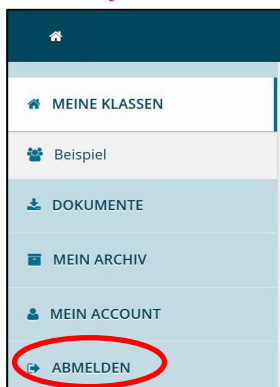 MEINE KLASSEN
Beispiel
DOKUMENTE
MEIN ARCHIV
MEIN ACCOUNT
ABMELDEN